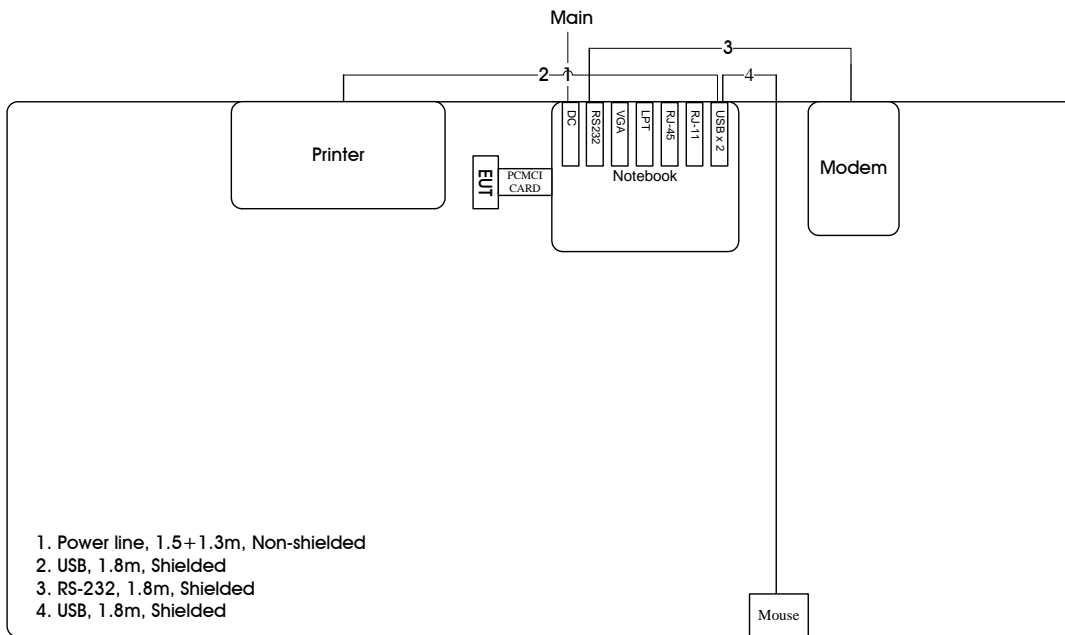 Main
3
2
1
4
DC
RS232
VGA
LPT
RJ-45
RJ-11
USB x 2
Printer
EUT
PCMCI
CARD
Notebook
Modem
1. Power line, 1.5+1.3m, Non-shielded
2. USB, 1.8m, Shielded
3. RS-232, 1.8m, Shielded
4. USB, 1.8m, Shielded
Mouse